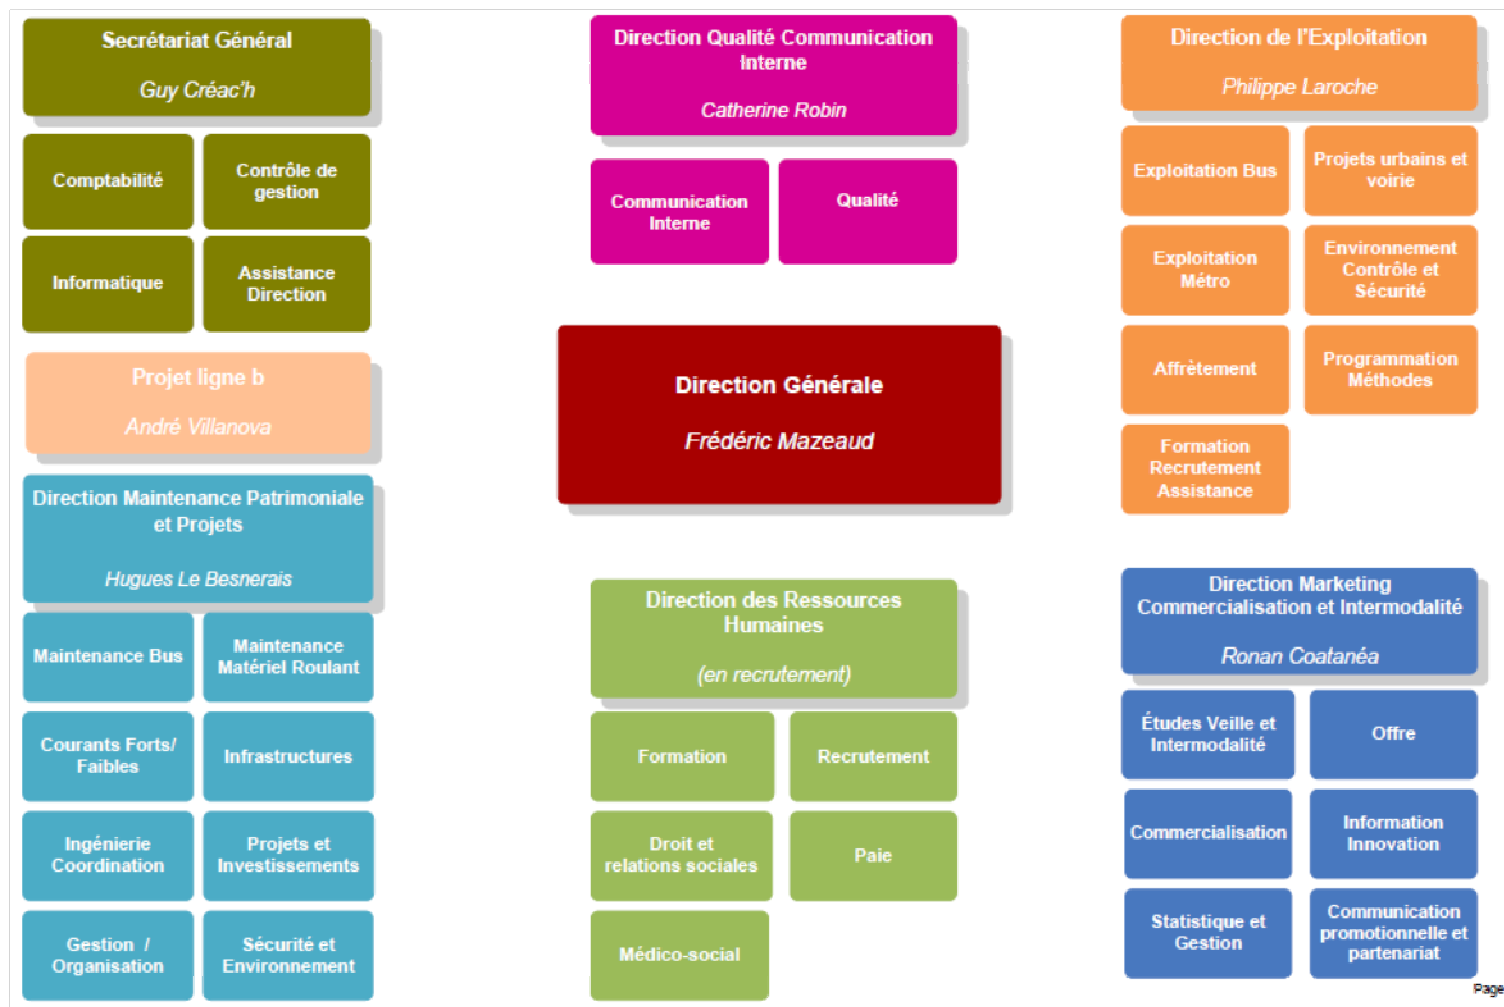 Secrétariat Général
Guy Créac'h
Comptabilité
Contrôle de
gestion
Informatique
Assistance
Direction
Projet ligne b
André Villanova
Direction Maintenance Patrimoniale
et Projets
Hugues Le Besnerais
Maintenance Bus
Maintenance
Matériel Roulant
Courants Forts/
Faibles
Infrastructures
Ingénierie
Coordination
Projets et
Investissements
Gestion /
Organisation
Sécurité et
Environnement
Direction Qualité Communication
Interne
Catherine Robin
Communication
Interne
Qualité
Direction Générale
Frédéric Mazeaud
Direction des Ressources
Humaines
(en recrutement)
Formation
Recrutement
Droit et
relations sociales
Paie
Médico-social
Direction de l'Exploitation
Philippe Laroche
Exploitation Bus
Projets urbains et
voirie
Exploitation
Métro
Environnement
Contrôle et
Sécurité
Affrètement
Programmation
Méthodes
Formation
Recrutement
Assistance
Direction Marketing
Commercialisation et Intermodalité
Ronan Coatanéa
Études Veille et
Intermodalité
Offre
Commercialisation
Information
Innovation
Statistique et
Gestion
Communication
promotionnelle et
partenariat
Page